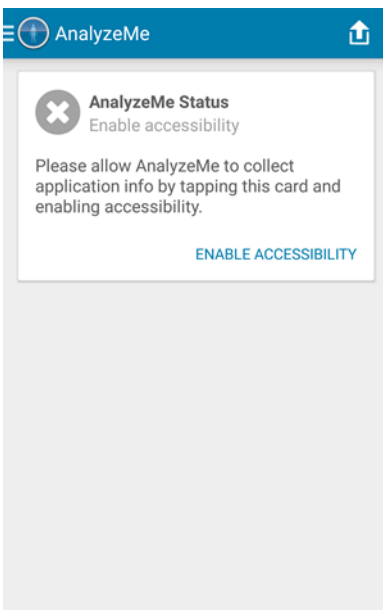 AnalyzeMe
AnalyzeMe Status
Enable accessibility
Please allow AnalyzeMe to collect
application info by tapping this card and
enabling accessibility.
ENABLE ACCESSIBILITY